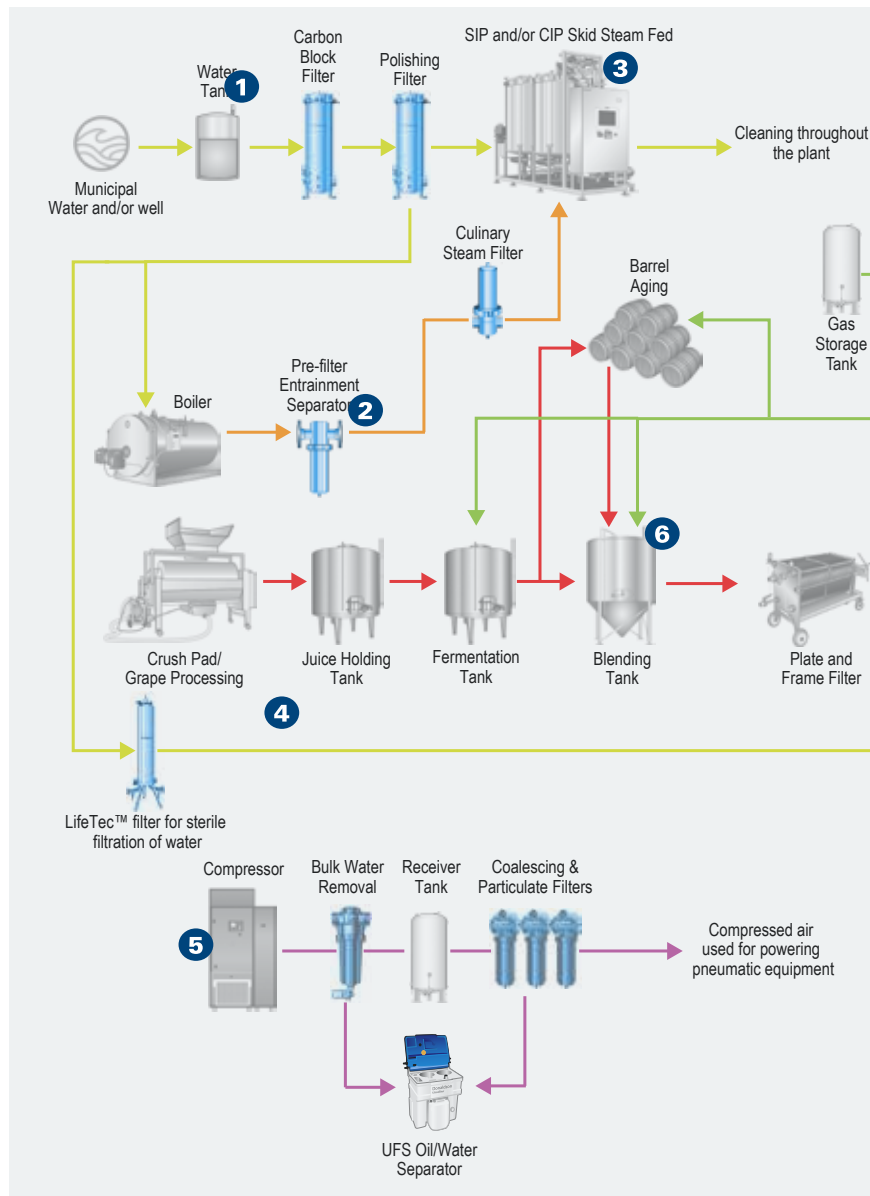 SIP and/or CIP Skid Steam Fed
Carbon
Block
Filter
Polishing
Filter
Water
Tank
1
3
Cleaning throughout
the plant
Municipal
Water and/or well
Culinary
Steam Filter
Barrel
Aging
Gas
Storage
Tank
Pre-filter
Entrainment
Separator
2
Boiler
6
Crush Pad/
Grape Processing
Juice Holding
Tank
Fermentation
Tank
Blending
Tank
Plate and
Frame Filter
4
LifeTec™ filter for sterile
filtration of water
Compressor
Bulk Water
Removal
Receiver
Tank
Coalescing &
Particulate Filters
5
Compressed air
used for powering
pneumatic equipment
Donaldson
UFS Oil/Water
Separator